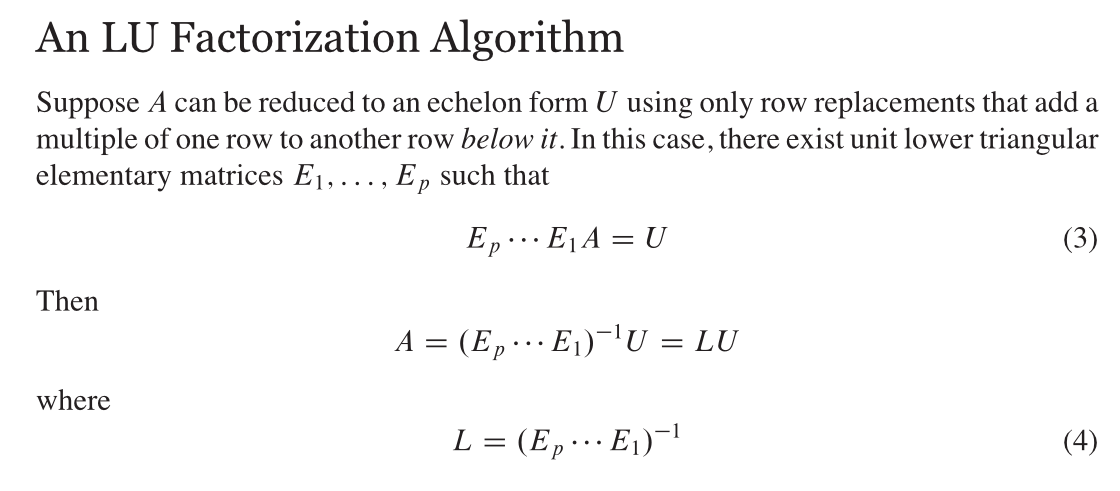 An LU Factorization Algorithm
Suppose A can be reduced to an echelon form U using only row replacements that add a
multiple of one row to another row below it. In this case, there exist unit lower triangular
elementary matrices E₁, . . . , Eₚ such that
Eₚ ··· E₁A = U (3)
Then
A = (Eₚ ··· E₁)⁻¹U = LU
where
L = (Eₚ ··· E₁)⁻¹ (4)